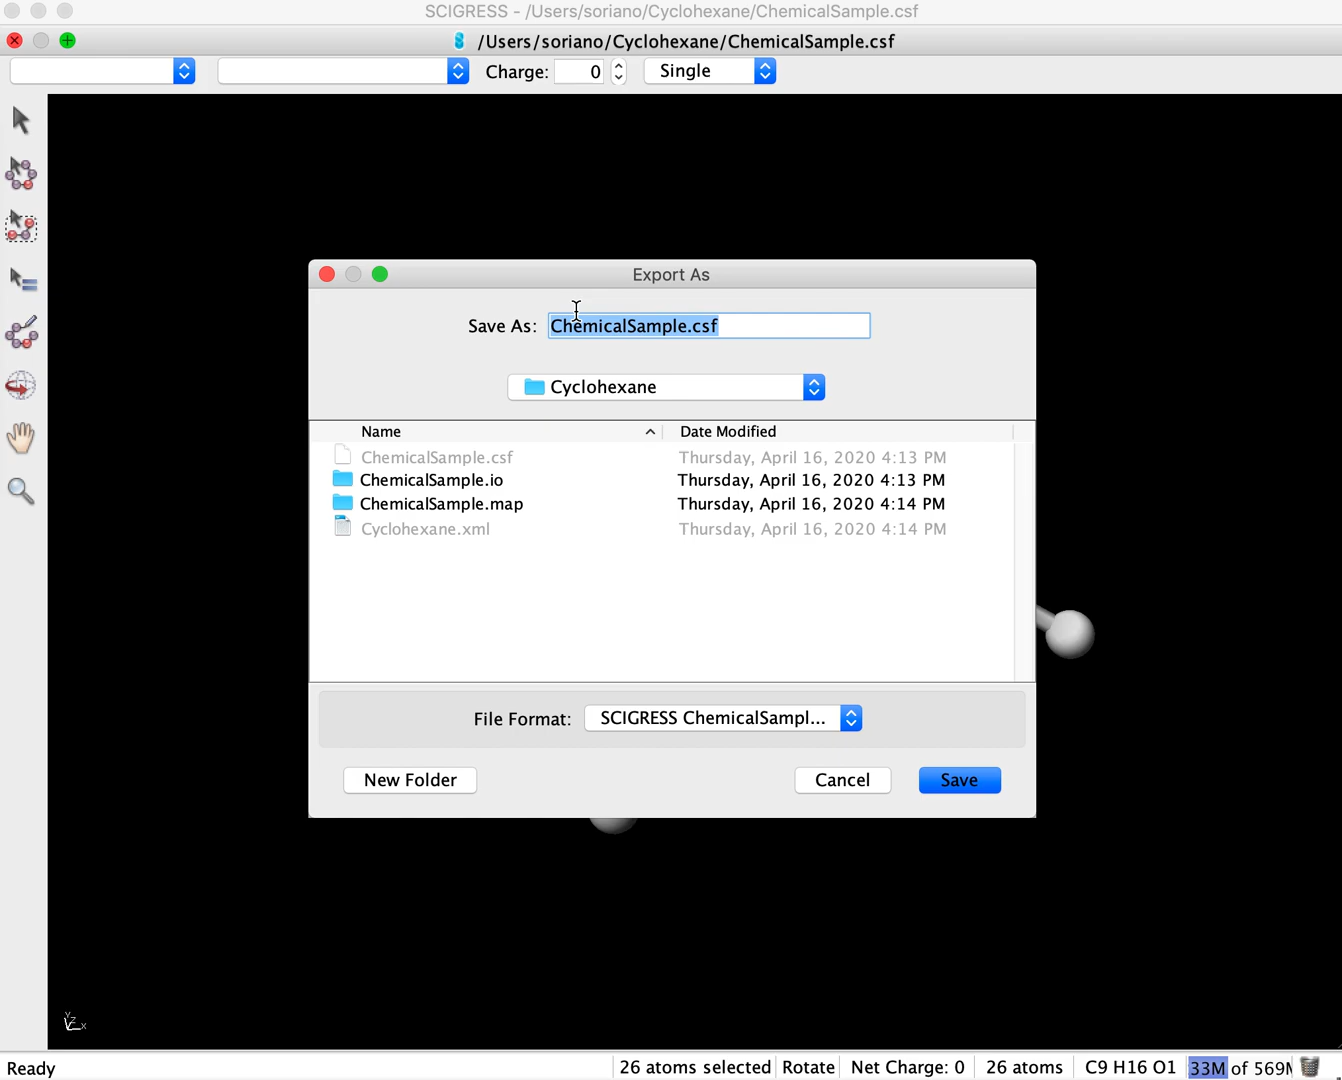 SCIGRESS - /Users/soriano/Cyclohexane/ChemicalSample.csf
/Users/soriano/Cyclohexane/ChemicalSample.csf
Charge: 0 Single
Export As
Save As: ChemicalSample.csf
Cyclohexane
Name Date Modified
ChemicalSample.csf Thursday, April 16, 2020 4:13 PM
ChemicalSample.io Thursday, April 16, 2020 4:13 PM
ChemicalSample.map Thursday, April 16, 2020 4:14 PM
Cyclohexane.xml Thursday, April 16, 2020 4:14 PM
File Format: SCIGRESS ChemicalSampl...
New Folder Cancel Save
Y
Z
X
Ready 26 atoms selected Rotate Net Charge: 0 26 atoms C9 H16 O1 33M of 569M